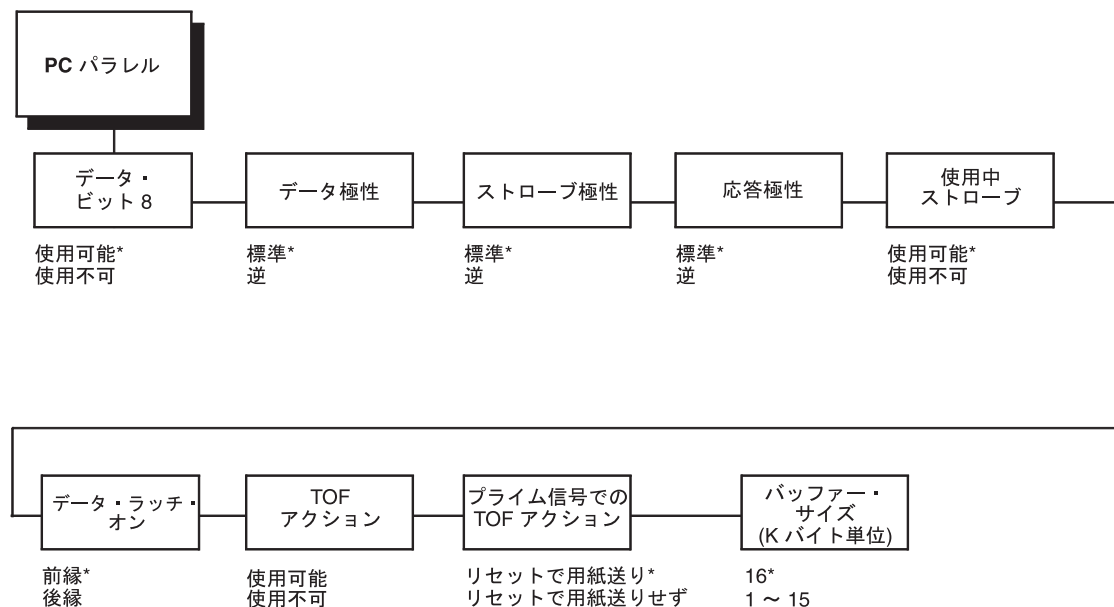 PC パラレル
データ・
ビット 8
データ極性
ストローブ極性
応答極性
使用中
ストローブ
使用可能*
使用不可
標準*
逆
標準*
逆
標準*
逆
使用可能*
使用不可
データ・ラッチ・
オン
TOF
アクション
プライム信号での
TOF アクション
バッファー・
サイズ
(K バイト単位)
前縁*
後縁
使用可能
使用不可
リセットで用紙送り*
リセットで用紙送りせず
16*
1 ～ 15